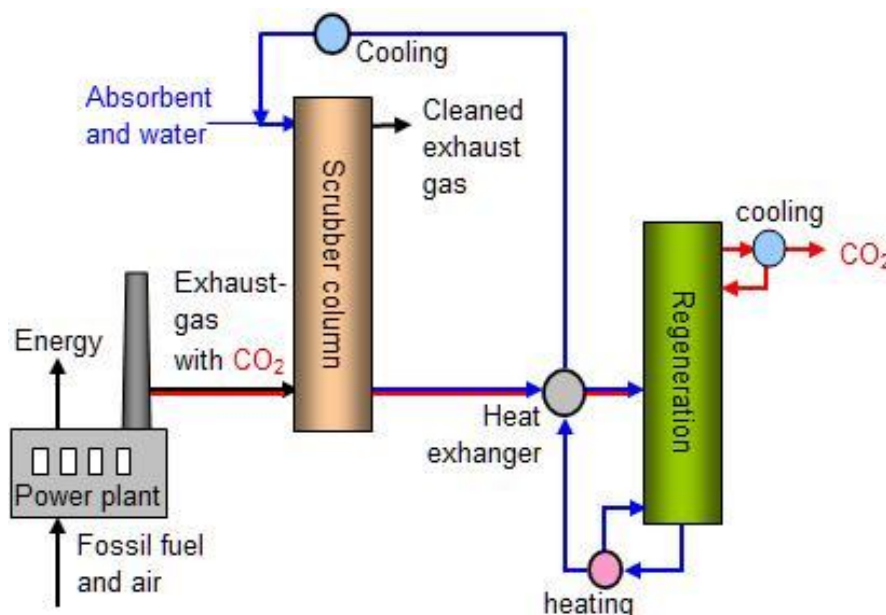 Cooling
Absorbent
and water
Cleaned
exhaust
gas
Scrubber column
cooling
CO₂
Regeneration
Exhaust-
gas
with CO₂
Energy
Heat
exhanger
Power plant
Fossil fuel
and air
heating